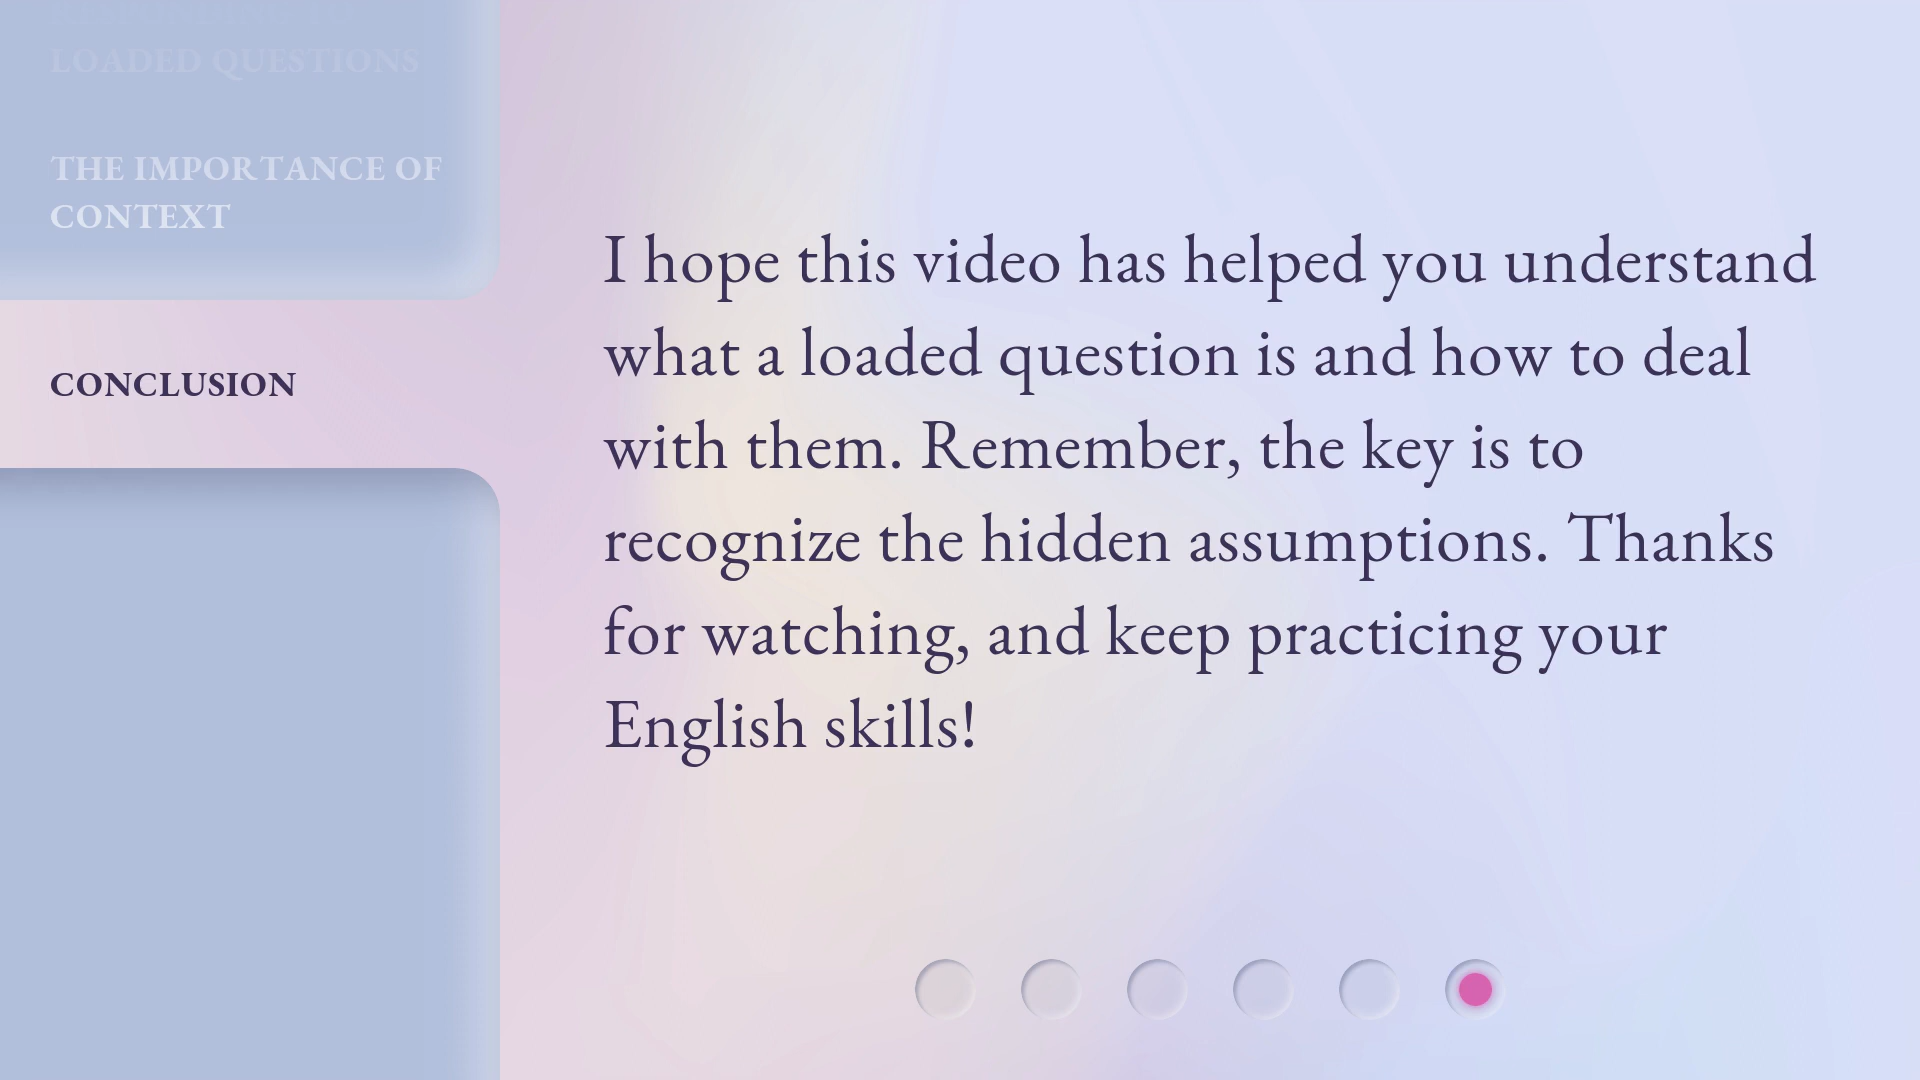 LOADED QUESTIONS
THE IMPORTANCE OF
CONTEXT
CONCLUSION
I hope this video has helped you understand
what a loaded question is and how to deal
with them. Remember, the key is to
recognize the hidden assumptions. Thanks
for watching, and keep practicing your
English skills!